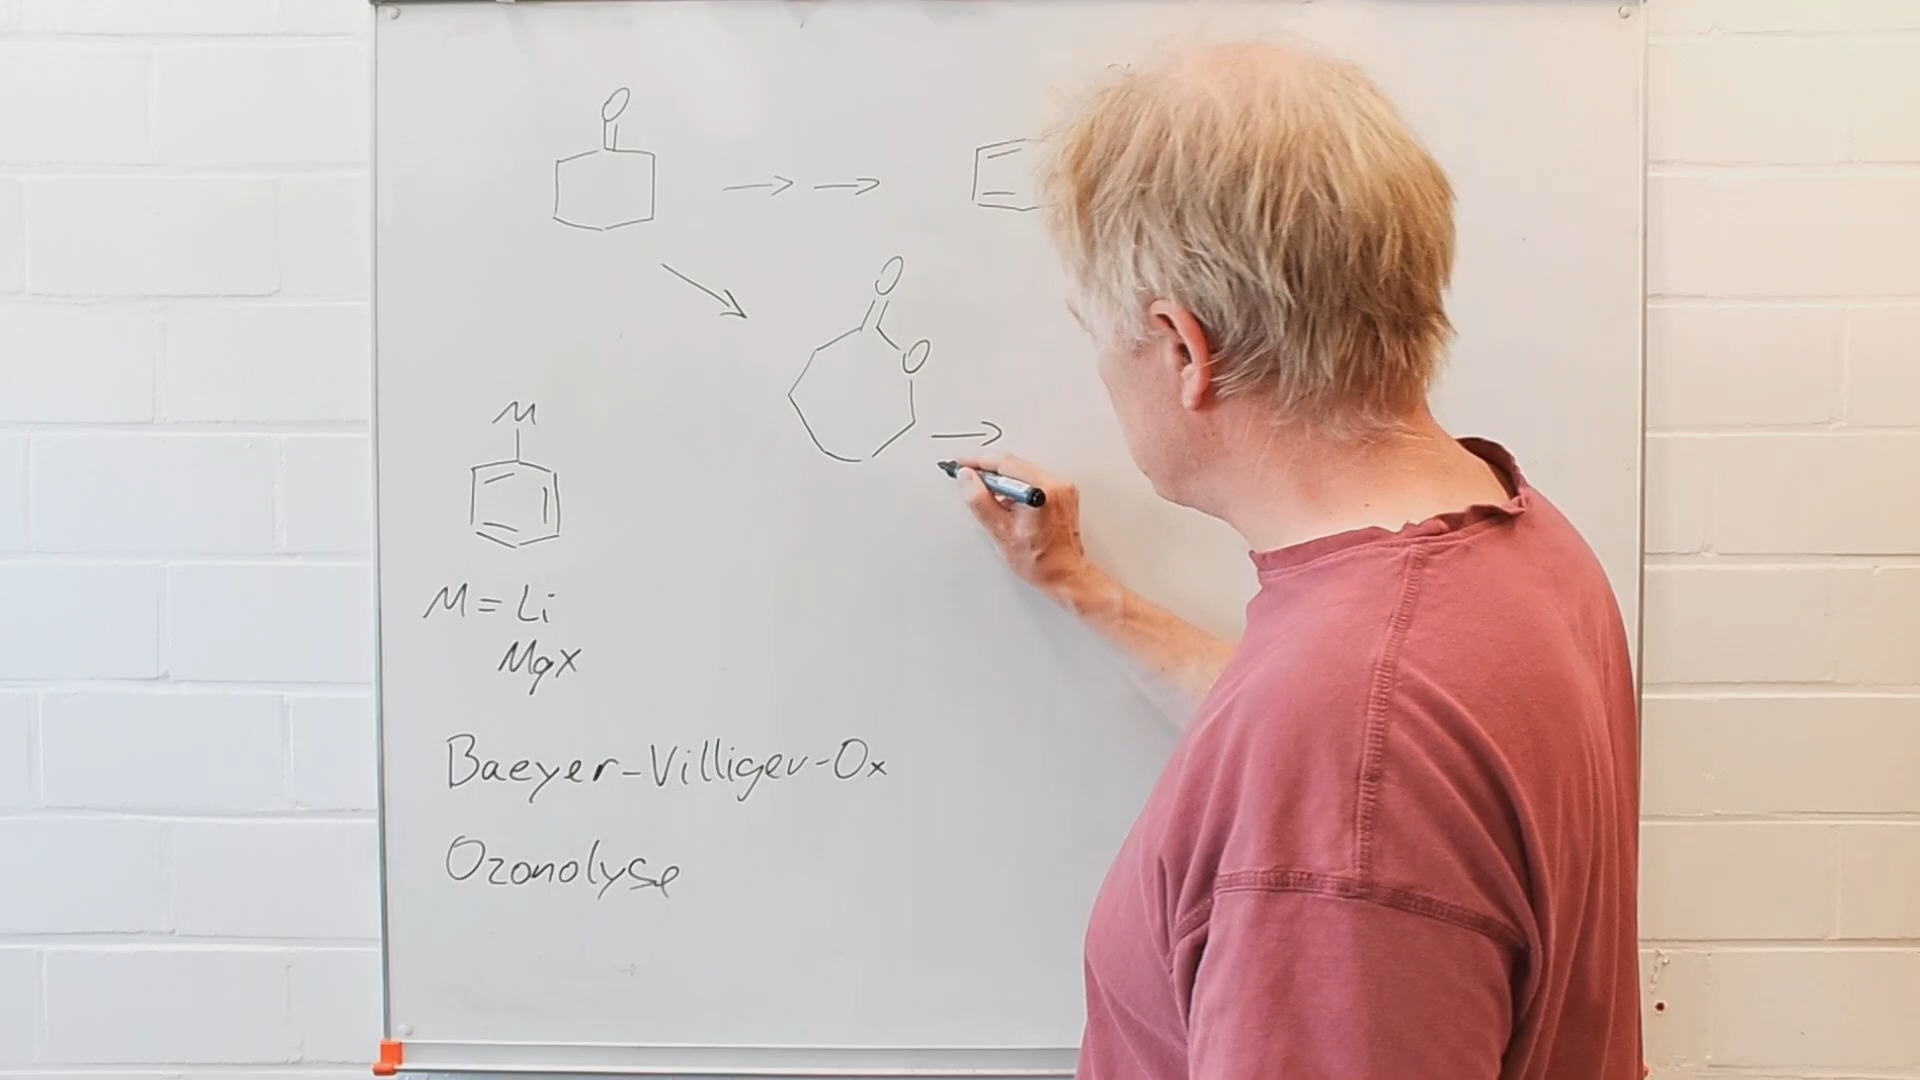 O
O
O
M
M = Li
MgX
Baeyer-Villiger-Ox
Ozonolyse